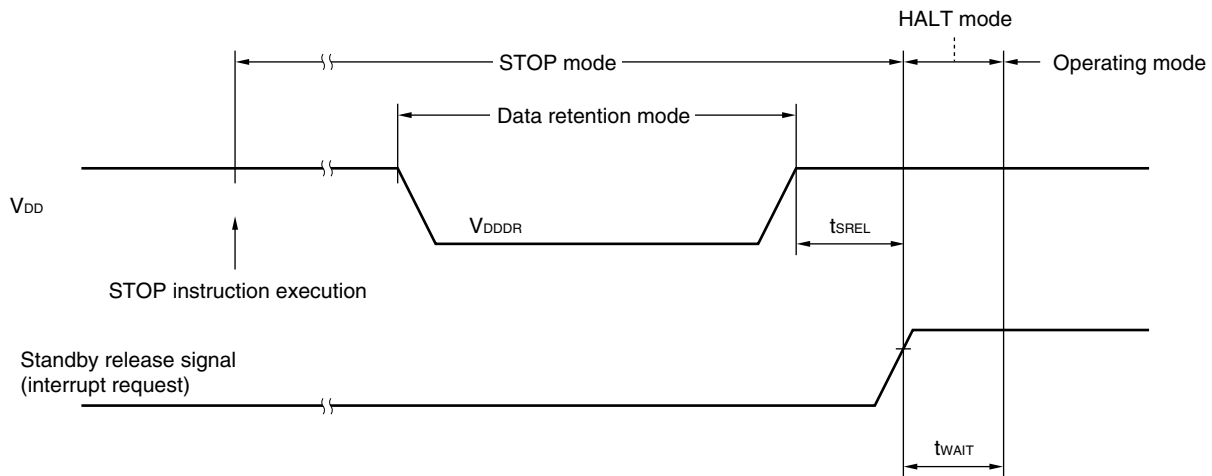 HALT mode
STOP mode
Operating mode
Data retention mode
VDD
VDDDR
tSREL
STOP instruction execution
Standby release signal
(interrupt request)
tWAIT